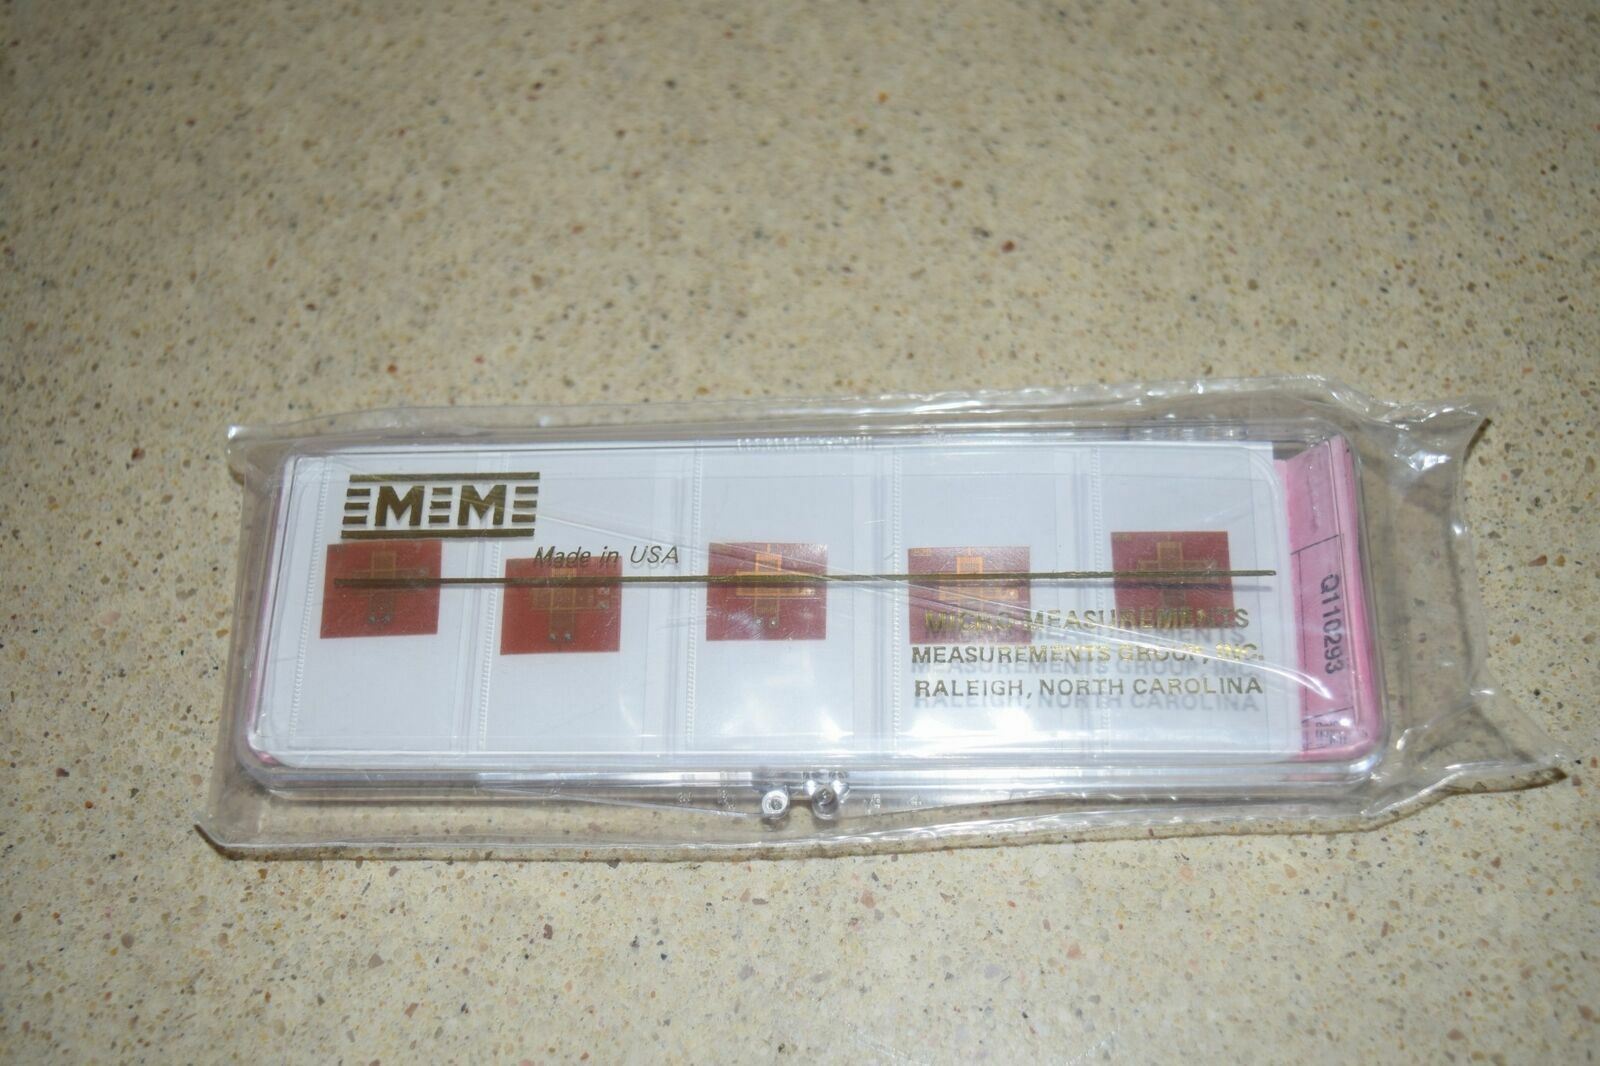 MM
Made in USA
MICRO-MEASUREMENTS
MEASUREMENTS GROUP, INC.
RALEIGH, NORTH CAROLINA
Q110293